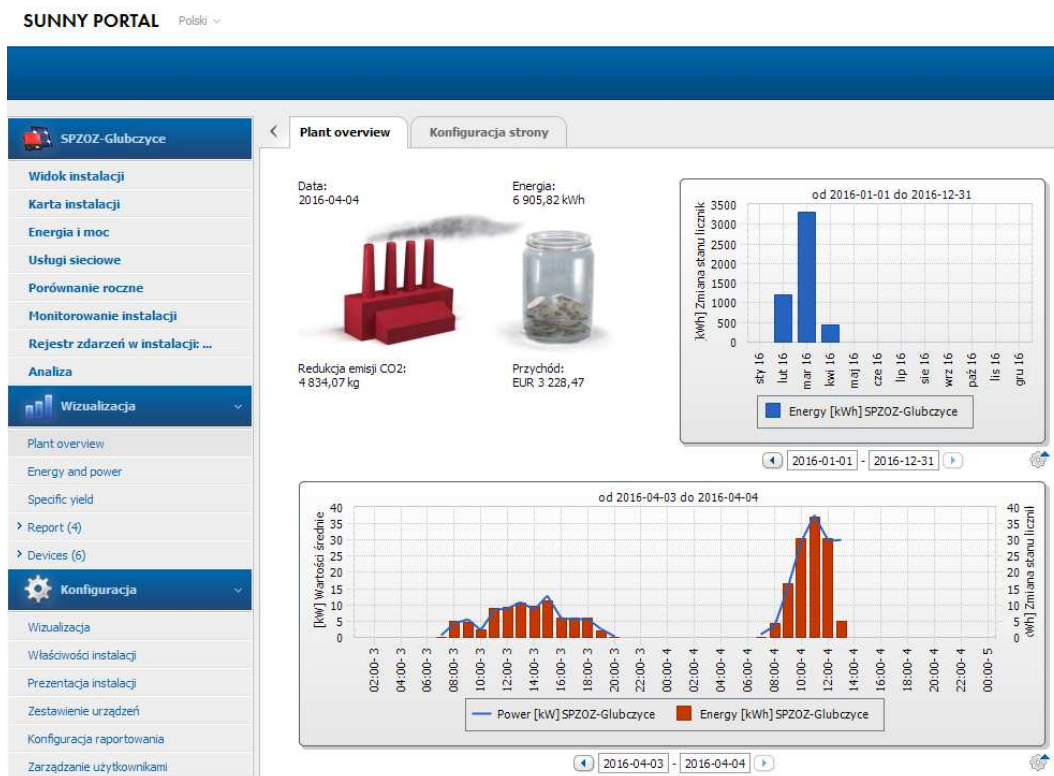 SUNNY PORTAL Polski
SPZOZ-Glubczyce
Widok instalacji
Karta instalacji
Energia i moc
Usługi sieciowe
Porównanie roczne
Monitorowanie instalacji
Rejestr zdarzeń w instalacji: ...
Analiza
Wizualizacja
Plant overview
Energy and power
Specific yield
Report (4)
Devices (6)
Konfiguracja
Wizualizacja
Właściwości instalacji
Prezentacja instalacji
Zestawienie urządzeń
Konfiguracja raportowania
Zarządzanie użytkownikami
Plant overview
Konfiguracja strony
Data:
2016-04-04
Energia:
6 905,82 kWh
Redukcja emisji CO2:
4 834,07 kg
Przychód:
EUR 3 228,47
od 2016-01-01 do 2016-12-31
[kWh] Zmiana stanu licznik
3500
3000
2500
2000
1500
1000
500
0
sty 16
lut 16
mar 16
kwi 16
maj 16
cze 16
lip 16
sie 16
wrz 16
paź 16
lis 16
gru 16
Energy [kWh] SPZOZ-Glubczyce
2016-01-01 - 2016-12-31
od 2016-04-03 do 2016-04-04
[kW] Wartości średnie
40
35
30
25
20
15
10
5
0
40
35
30
25
20
15
10
5
0
kWh] Zmiana stanu licznil
02:00- 3
04:00- 3
06:00- 3
08:00- 3
10:00- 3
12:00- 3
14:00- 3
16:00- 3
18:00- 3
20:00- 3
22:00- 3
00:00- 4
02:00- 4
04:00- 4
06:00- 4
08:00- 4
10:00- 4
12:00- 4
14:00- 4
16:00- 4
18:00- 4
20:00- 4
22:00- 4
00:00- 5
Power [kW] SPZOZ-Glubczyce
Energy [kWh] SPZOZ-Glubczyce
2016-04-03 - 2016-04-04